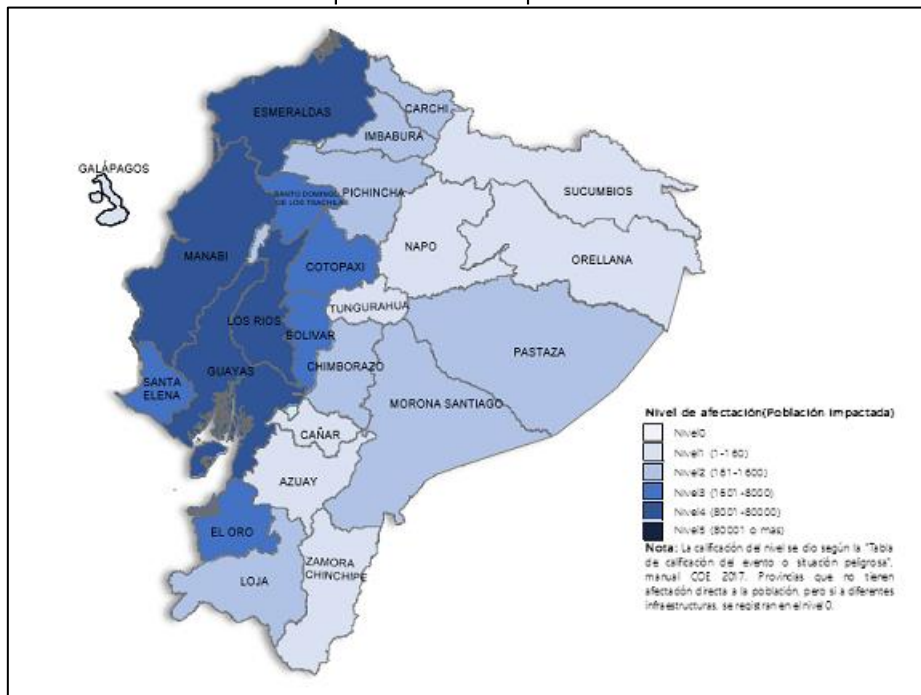 ESMERALDAS
CARCHI
IMBABURA
GALÁPAGOS
SUCUMBIOS
PICHINCHA
SANTO DOMINGO
DE LOS TSACHILAS
NAPO
MANABI
ORELLANA
COTOPAXI
TUNGURAHUA
LOS RIOS
BOLIVAR
PASTAZA
CHIMBORAZO
GUAYAS
SANTA
ELENA
MORONA SANTIAGO
CAÑAR
AZUAY
EL ORO
ZAMORA
CHINCHIPE
LOJA
Nivel de afectación(Población Impactada)
Nivel0
Nivel1 (1-160)
Nivel2 (161-1600)
Nivel3 (1601-8000)
Nivel4 (8001-80000)
Nivel5 (80001 o mas)
Nota: La calificación del nivel se dio según la "Tabla
de calificación del evento o situación peligrosa",
manual COE 2017. Provincias que no tienen
afectación directa a la población, pero si a diferentes
infraestructuras, se registran en el nivel 0.